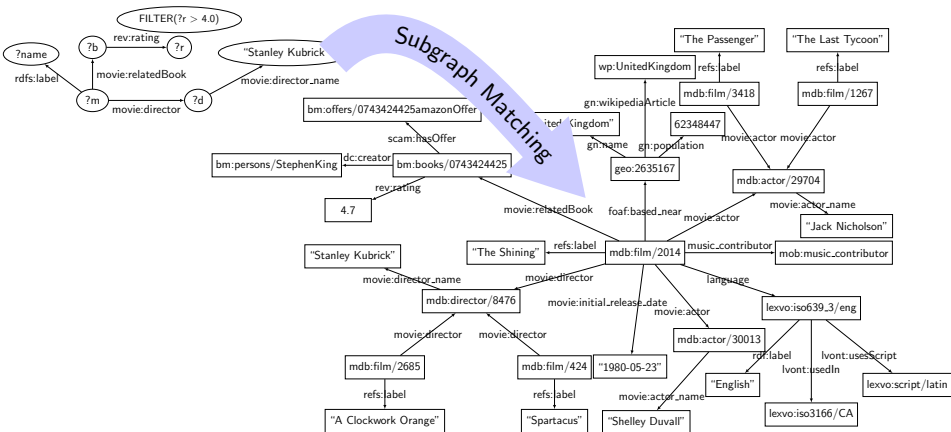 FILTER(?r > 4.0)
rev:rating
?name
?b
?r
"Stanley Kubrick
rdfs:label
movie:relatedBook
movie:director_name
?m
movie:director
?d
Subgraph Matching
"The Passenger"
"The Last Tycoon"
wp:UnitedKingdom
refs:label
refs:label
mdb:film/3418
mdb:film/1267
gn:wikipediaArticle
bm:offers/0743424425amazonOffer
ited Kingdom"
62348447
scam:hasOffer
gn:name
gn:population
movie:actor
movie:actor
bm:persons/StephenKing
dc:creator
bm:books/0743424425
geo:2635167
mdb:actor/29704
rev:rating
4.7
movie:relatedBook
foaf:based_near
movie:actor
movie:actor_name
"Jack Nicholson"
"Stanley Kubrick"
"The Shining"
refs:label
mdb:film/2014
music_contributor
mob:music_contributor
movie:director_name
movie:director
language
mdb:director/8476
movie:initial_release_date
movie:actor
lexvo:iso639_3/eng
movie:director
movie:director
mdb:actor/30013
mdb:film/2685
mdb:film/424
"1980-05-23"
rdf:label
lvont:usesScript
lvont:usedIn
"English"
lexvo:script/latin
refs:label
refs:label
movie:actor_name
"A Clockwork Orange"
"Spartacus"
"Shelley Duvall"
lexvo:iso3166/CA